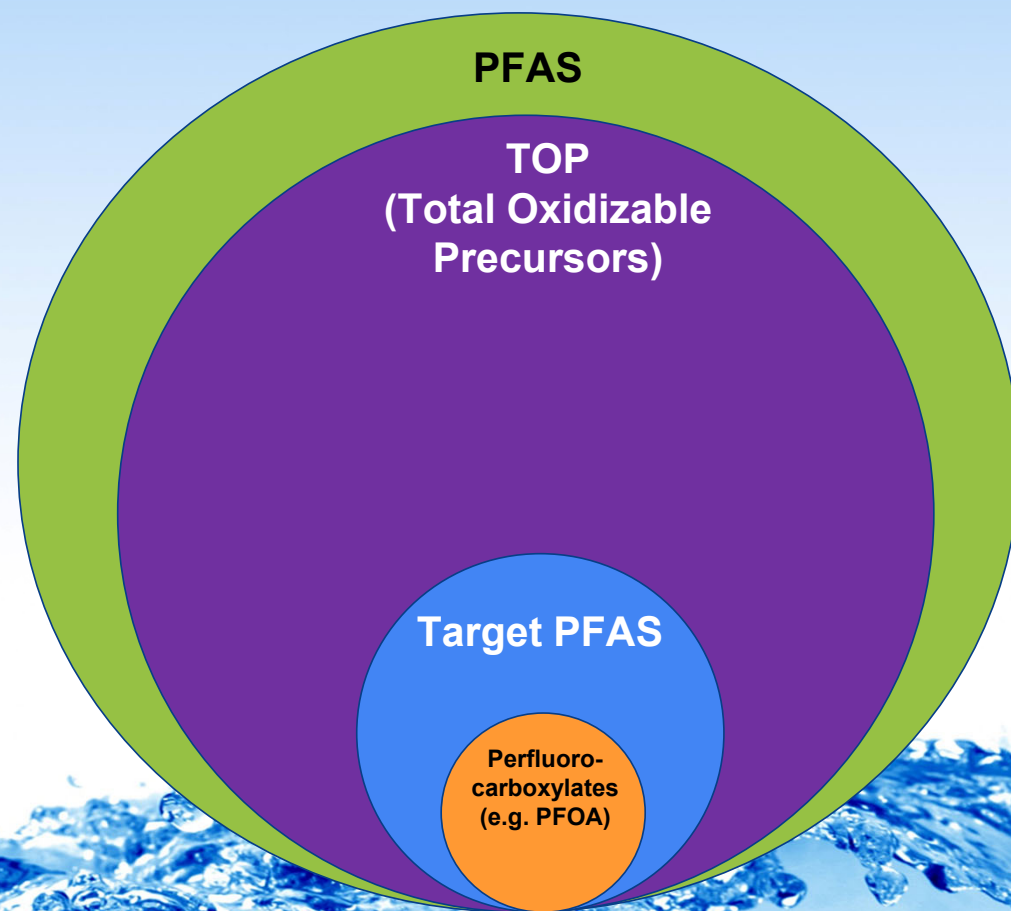 PFAS
TOP
(Total Oxidizable
Precursors)
Target PFAS
Perfluoro-
carboxylates
(e.g. PFOA)